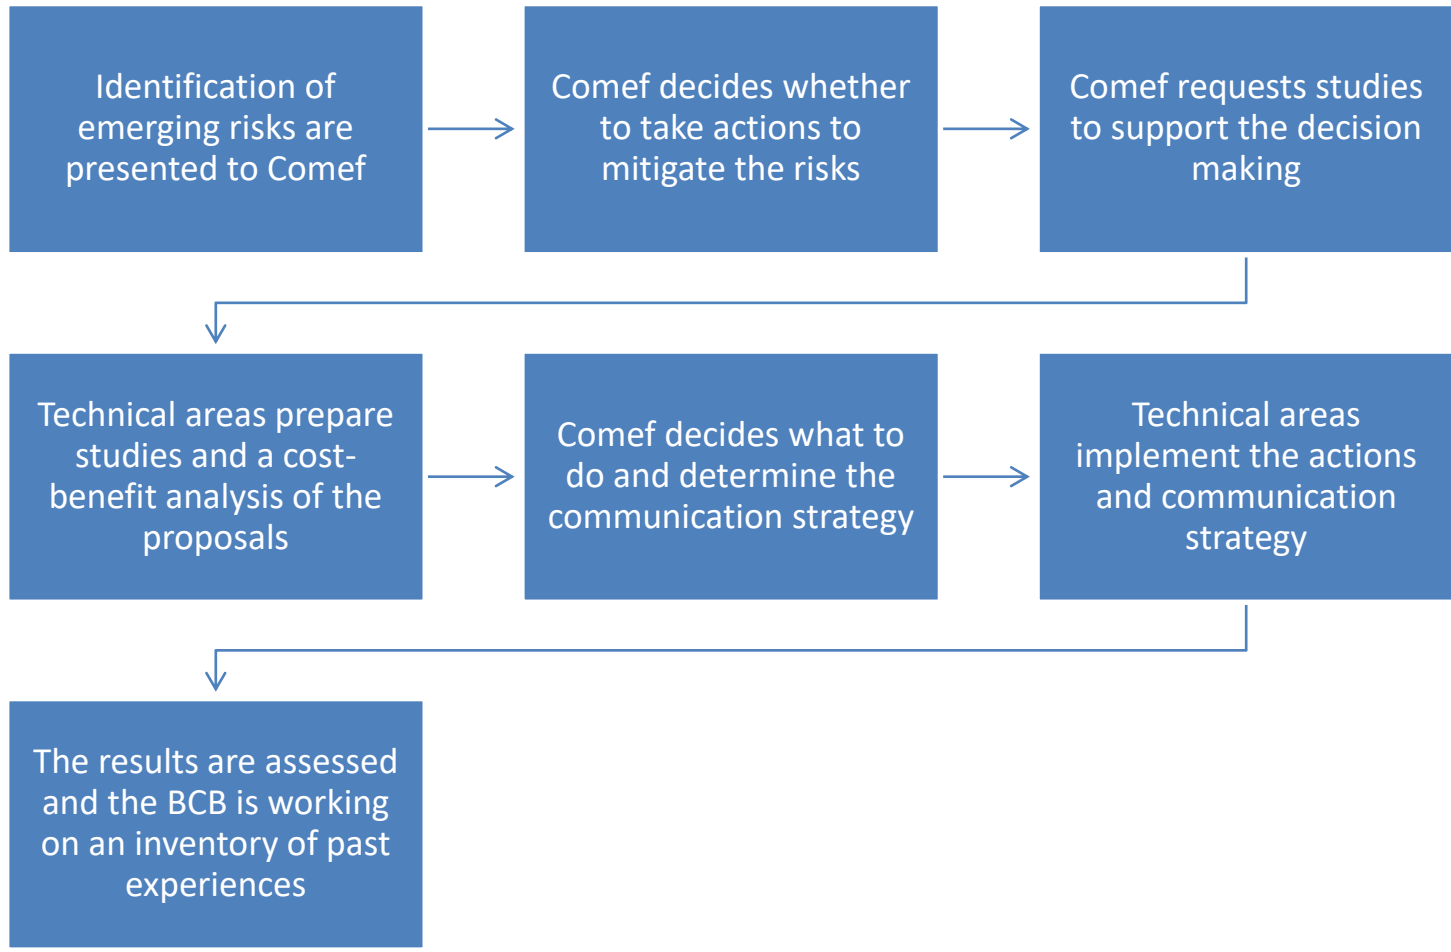 Identification of
emerging risks are
presented to Comef
Comef decides whether
to take actions to
mitigate the risks
Comef requests studies
to support the decision
making
Technical areas prepare
studies and a cost-
benefit analysis of the
proposals
Comef decides what to
do and determine the
communication strategy
Technical areas
implement the actions
and communication
strategy
The results are assessed
and the BCB is working
on an inventory of past
experiences